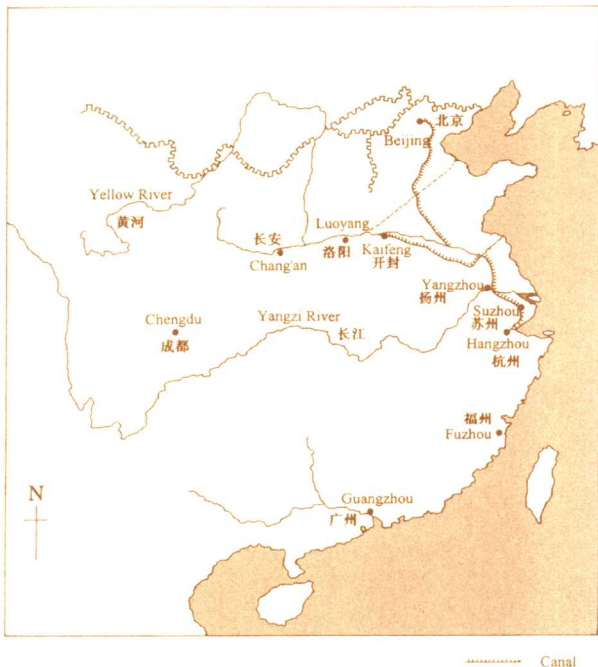 北京
Beijing
Yellow River
黄河
Luoyang
长安
洛阳
Kaifeng
Chang'an
开封
Yangzhou
扬州
Suzhou
苏州
Chengdu
成都
Yangzi River
长江
Hangzhou
杭州
福州
Fuzhou
N
Guangzhou
广州
Canal